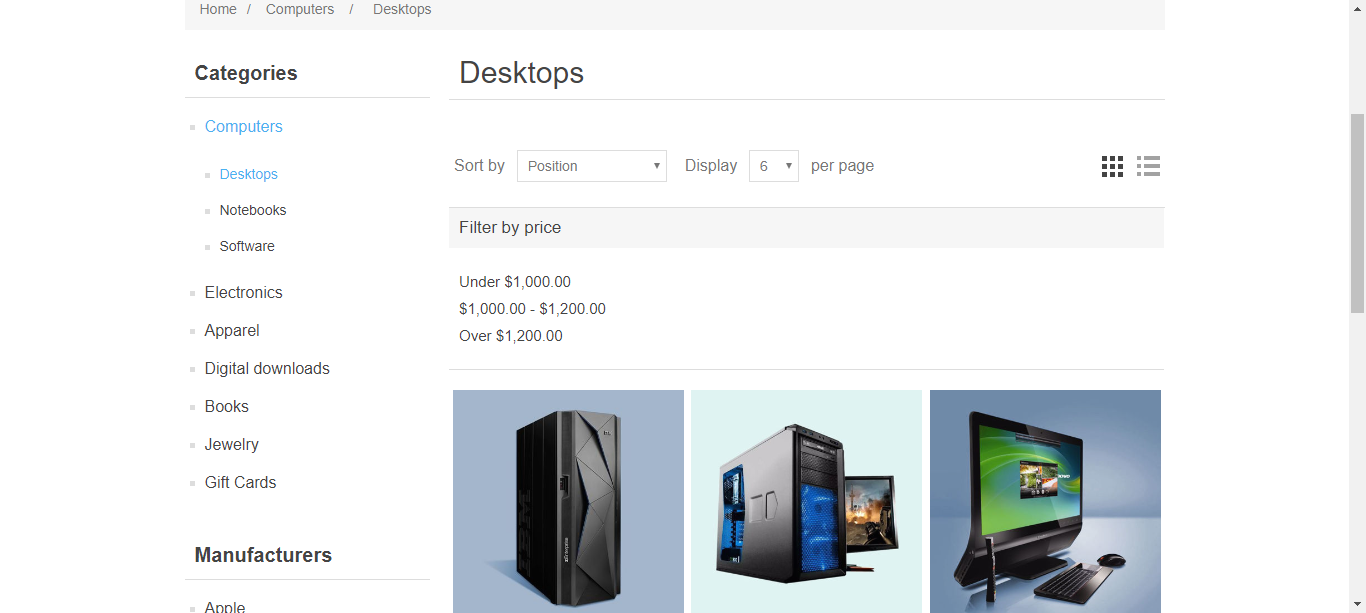 Home / Computers / Desktops
Categories
Computers
Desktops
Notebooks
Software
Electronics
Apparel
Digital downloads
Books
Jewelry
Gift Cards
Manufacturers
Apple
Desktops
Sort by Position Display 6 per page
Filter by price
Under $1,000.00
$1,000.00 - $1,200.00
Over $1,200.00
IBM